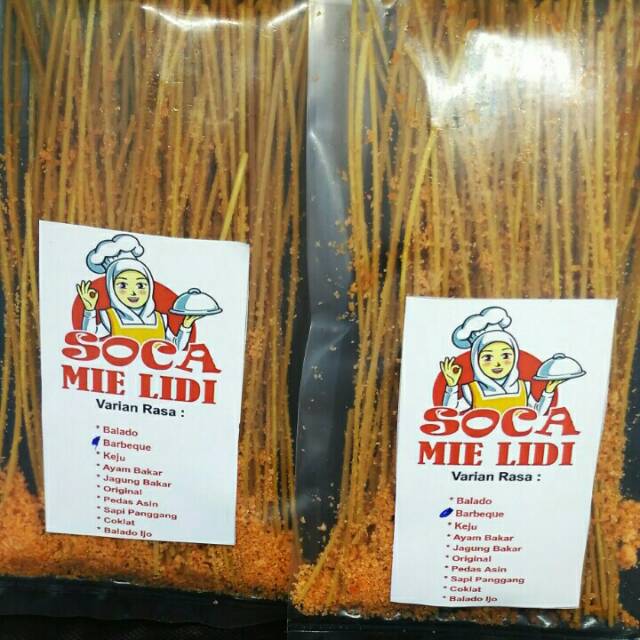 SOCA
MIE LIDI
Varian Rasa :
* Balado
* Barbeque
* Keju
* Ayam Bakar
* Jagung Bakar
* Original
* Pedas Asin
* Sapi Panggang
* Coklat
* Balado Ijo
SOCA
MIE LIDI
Varian Rasa :
* Balado
* Barbeque
* Keju
* Ayam Bakar
* Jagung Bakar
* Original
* Pedas Asin
* Sapi Panggang
* Coklat
* Balado Ijo